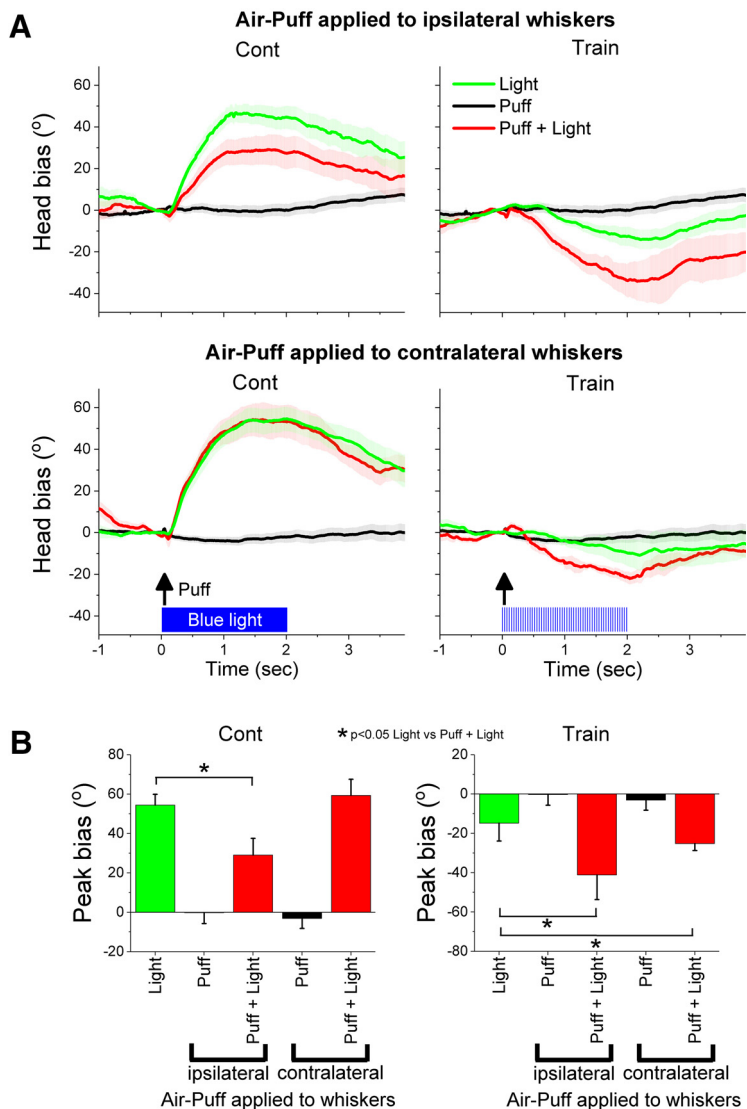 A
Air-Puff applied to ipsilateral whiskers
Cont
Train
Light
Puff
Puff + Light
Head bias (°)
60
40
20
0
-20
-40
Air-Puff applied to contralateral whiskers
Cont
Train
Head bias (°)
60
40
20
0
-20
-40
Puff
Blue light
-1 0 1 2 3
Time (sec)
-1 0 1 2 3
Time (sec)
B
Cont
* p<0.05 Light vs Puff + Light
Train
Peak bias (°)
80
60
40
20
0
-20
*
Light
Puff
Puff + Light
Puff
Puff + Light
ipsilateral contralateral
Air-Puff applied to whiskers
Peak bias (°)
20
0
-20
-40
-60
-80
*
*
Light
Puff
Puff + Light
Puff
Puff + Light
ipsilateral contralateral
Air-Puff applied to whiskers